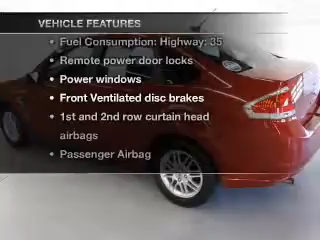 VEHICLE FEATURES
• Fuel Consumption: Highway: 35
• Remote power door locks
• Power windows
• Front Ventilated disc brakes
• 1st and 2nd row curtain head
airbags
• Passenger Airbag